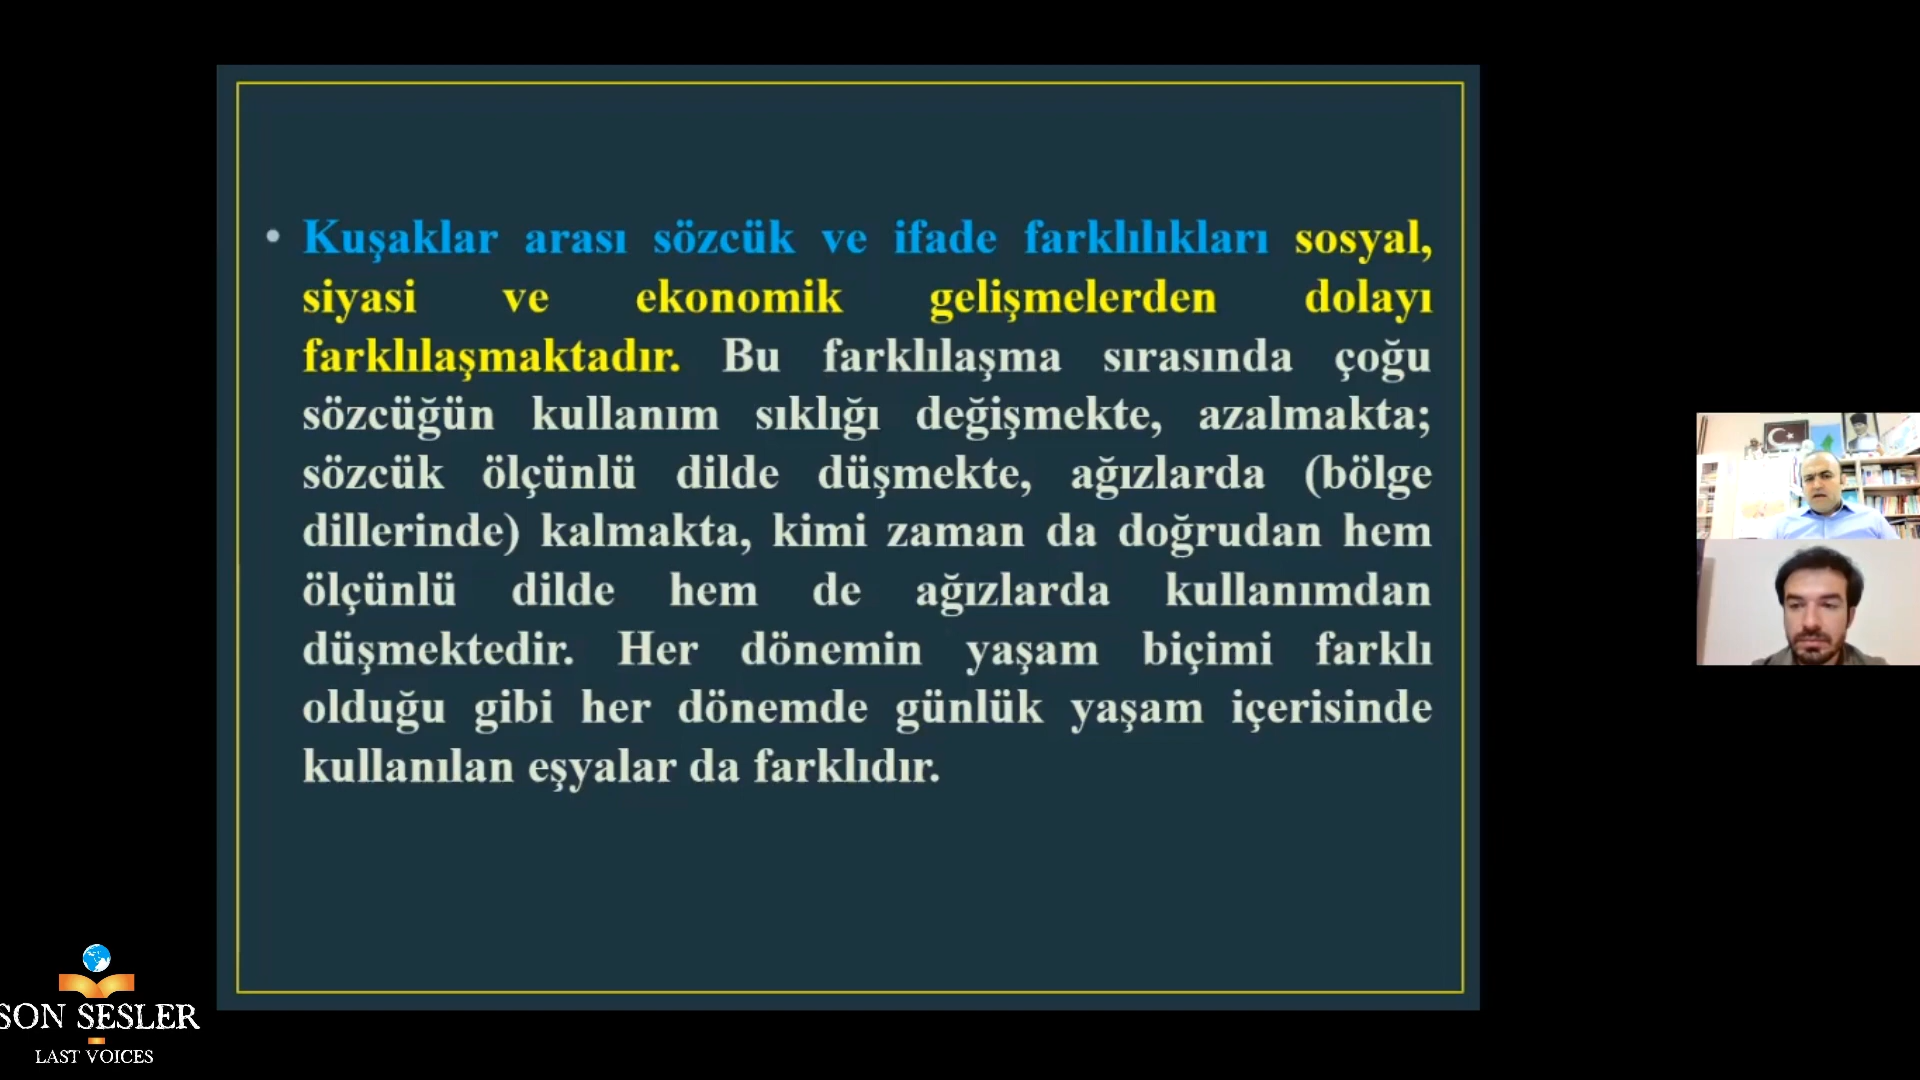 • Kuşaklar arası sözcük ve ifade farklılıkları sosyal,
siyasi ve ekonomik gelişmelerden dolayı
farklılaşmaktadır. Bu farklılaşma sırasında çoğu
sözcüğün kullanım sıklığı değişmekte, azalmakta;
sözcük ölçünlü dilde düşmekte, ağızlarda (bölge
dillerinde) kalmakta, kimi zaman da doğrudan hem
ölçünlü dilde hem de ağızlarda kullanımdan
düşmektedir. Her dönemin yaşam biçimi farklı
olduğu gibi her dönemde günlük yaşam içerisinde
kullanılan eşyalar da farklıdır.
SON SESLER
LAST VOICES